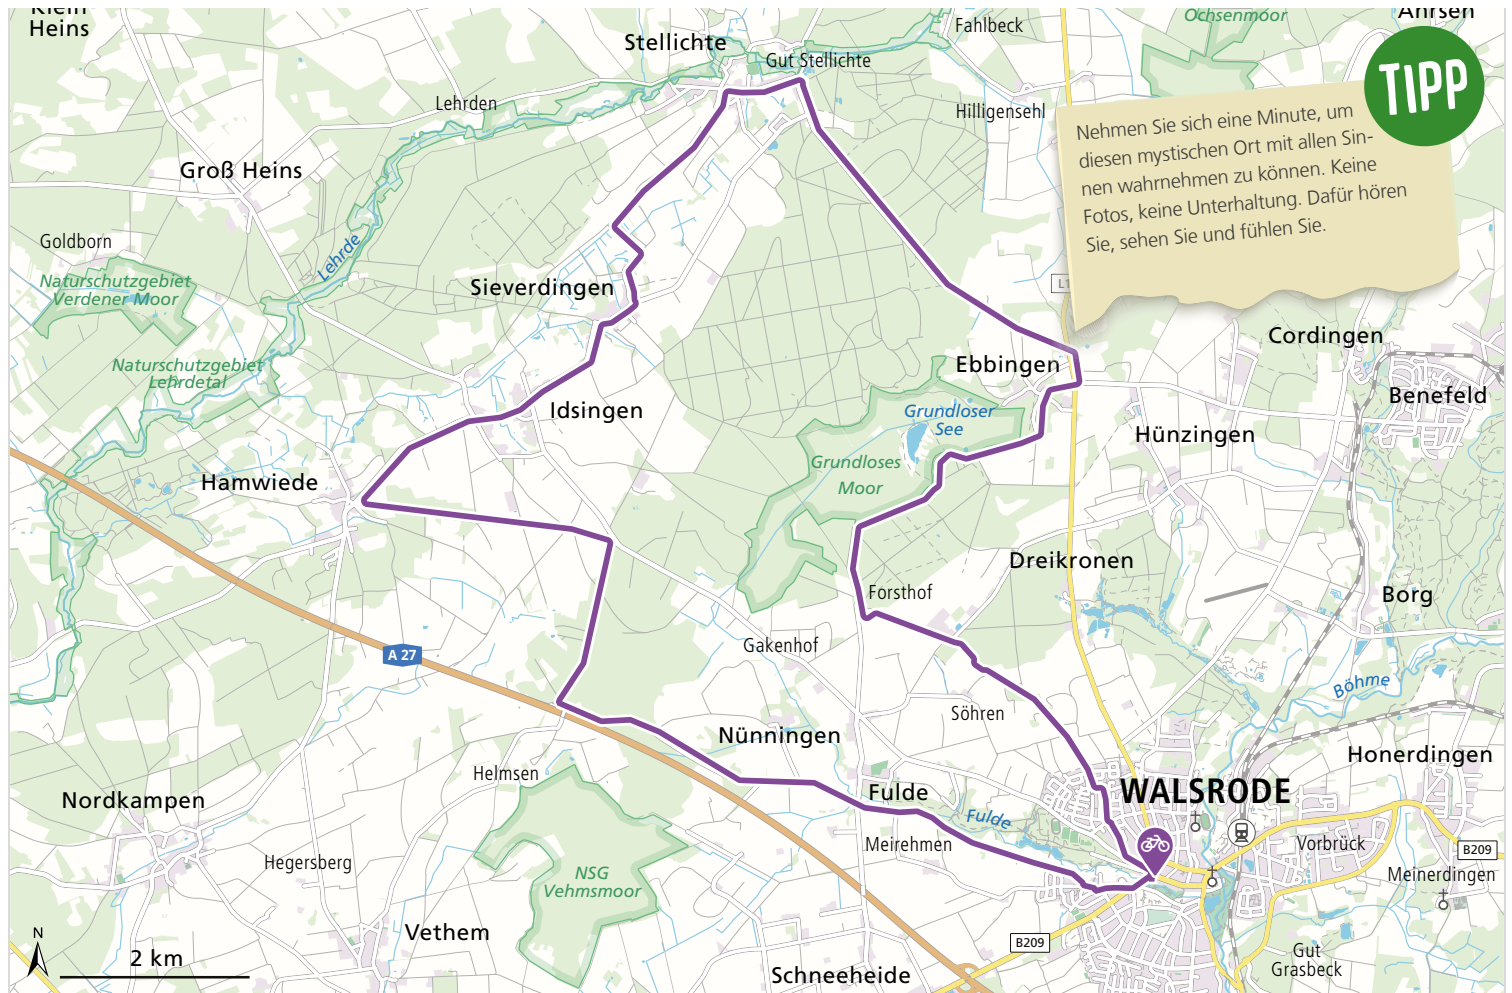 Klein
Heins
Stellichte
Gut Stellichte
Fahlbeck
Ochsenmoor
Ahrsen
TIPP
Lehrden
Hilligensehl
Nehmen Sie sich eine Minute, um
diesen mystischen Ort mit allen Sin-
nen wahrnehmen zu können. Keine
Fotos, keine Unterhaltung. Dafür hören
Sie, sehen Sie und fühlen Sie.
Groß Heins
Goldborn
Lehrde
Naturschutzgebiet
Verdener Moor
Sieverdingen
L1
Cordingen
Naturschutzgebiet
Lehrdetal
Ebbingen
Benefeld
Idsingen
Grundloser
See
Hünzingen
Grundloses
Moor
Hamwiede
Dreikronen
Forsthof
Borg
Gakenhof
A 27
Böhme
Söhren
Nünningen
Honerdingen
Helmsen
Fulde
WALSRODE
Nordkampen
Fulde
Meirehmen
Vorbrück
B209
Hegersberg
NSG
Vehmsmoor
Meinerdingen
Vethem
B209
N
2 km
Gut
Grasbeck
Schneeheide